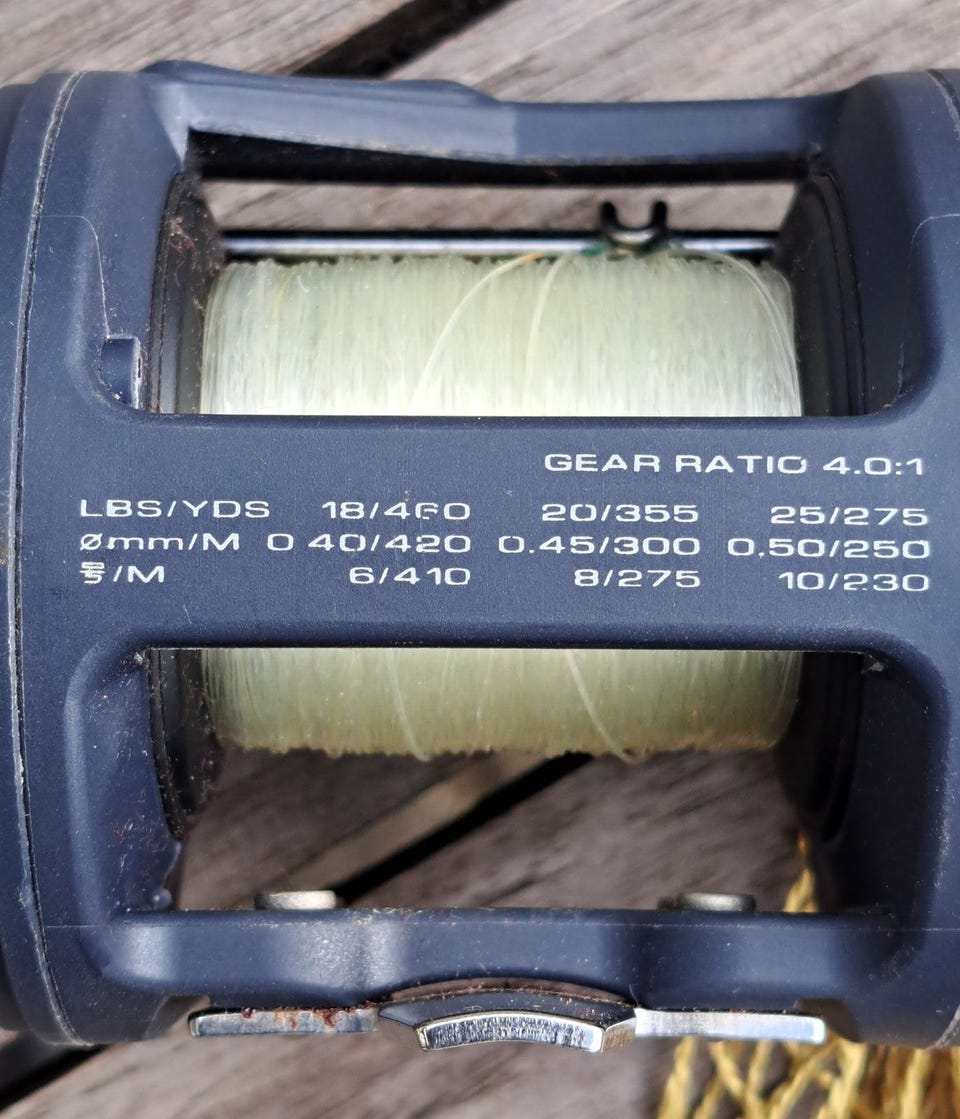 GEAR RATIO 4.0:1
LBS/YDS 18/460 20/355 25/275
Ømm/M 0.40/420 0.45/300 0.50/250
号/M 6/410 8/275 10/230